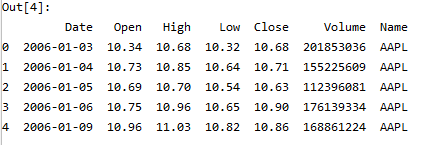 Out[4]:
Date Open High Low Close Volume Name
0 2006-01-03 10.34 10.68 10.32 10.68 201853036 AAPL
1 2006-01-04 10.73 10.85 10.64 10.71 155225609 AAPL
2 2006-01-05 10.69 10.70 10.54 10.63 112396081 AAPL
3 2006-01-06 10.75 10.96 10.65 10.90 176139334 AAPL
4 2006-01-09 10.96 11.03 10.82 10.86 168861224 AAPL